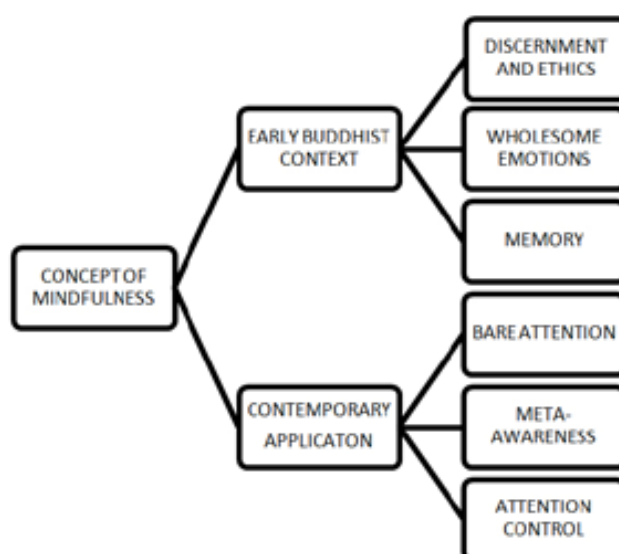 DISCERNMENT
AND ETHICS
EARLY BUDDHIST
CONTEXT
WHOLESOME
EMOTIONS
MEMORY
CONCEPT OF
MINDFULNESS
BARE ATTENTION
CONTEMPORARY
APPLICATON
META-
AWARENESS
ATTENTION
CONTROL